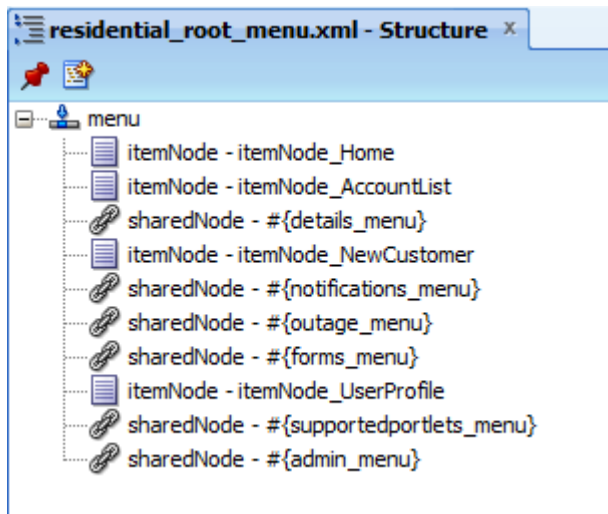 residential_root_menu.xml - Structure x
menu
itemNode - itemNode_Home
itemNode - itemNode_AccountList
sharedNode - #{details_menu}
itemNode - itemNode_NewCustomer
sharedNode - #{notifications_menu}
sharedNode - #{outage_menu}
sharedNode - #{forms_menu}
itemNode - itemNode_UserProfile
sharedNode - #{supportedportlets_menu}
sharedNode - #{admin_menu}